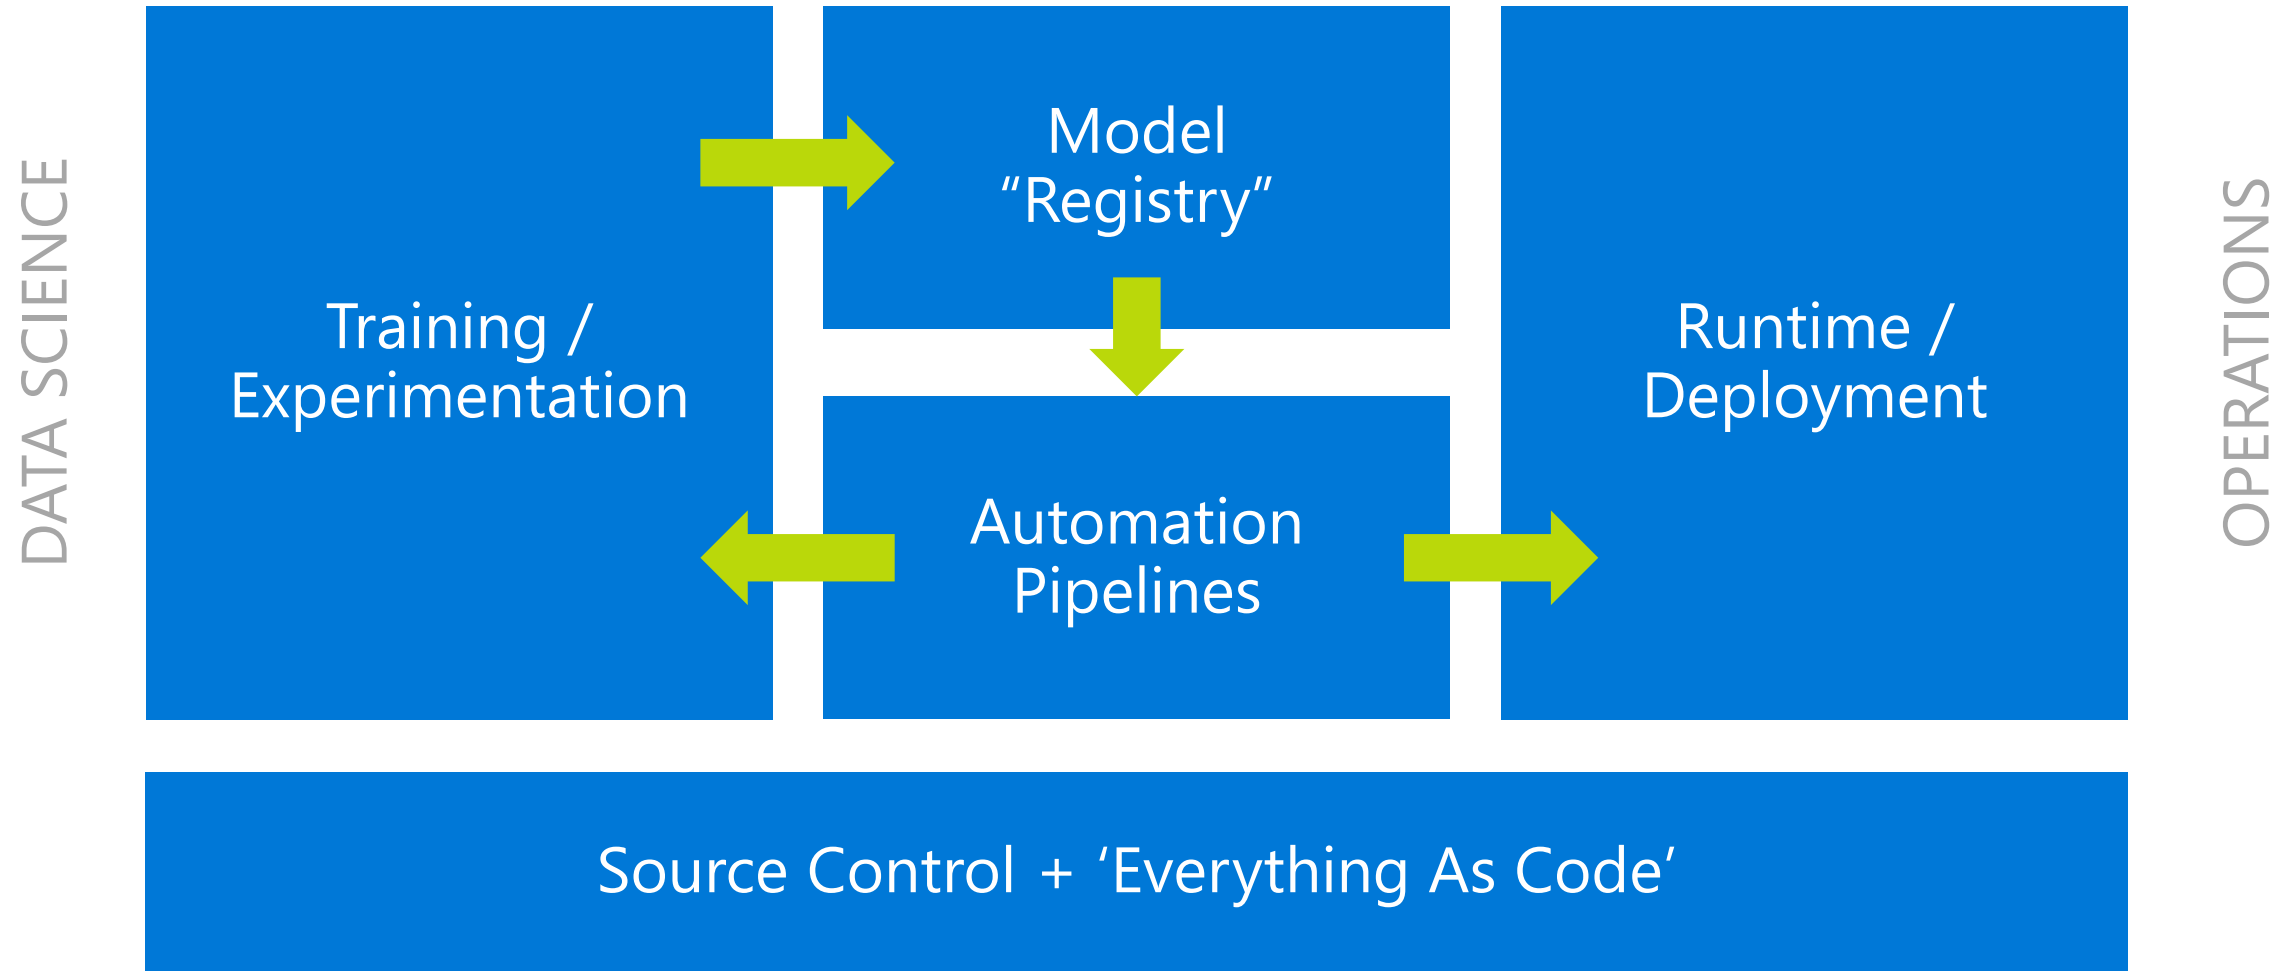 DATA SCIENCE
Training /
Experimentation
Model
“Registry”
Automation
Pipelines
Runtime /
Deployment
OPERATIONS
Source Control + ‘Everything As Code’